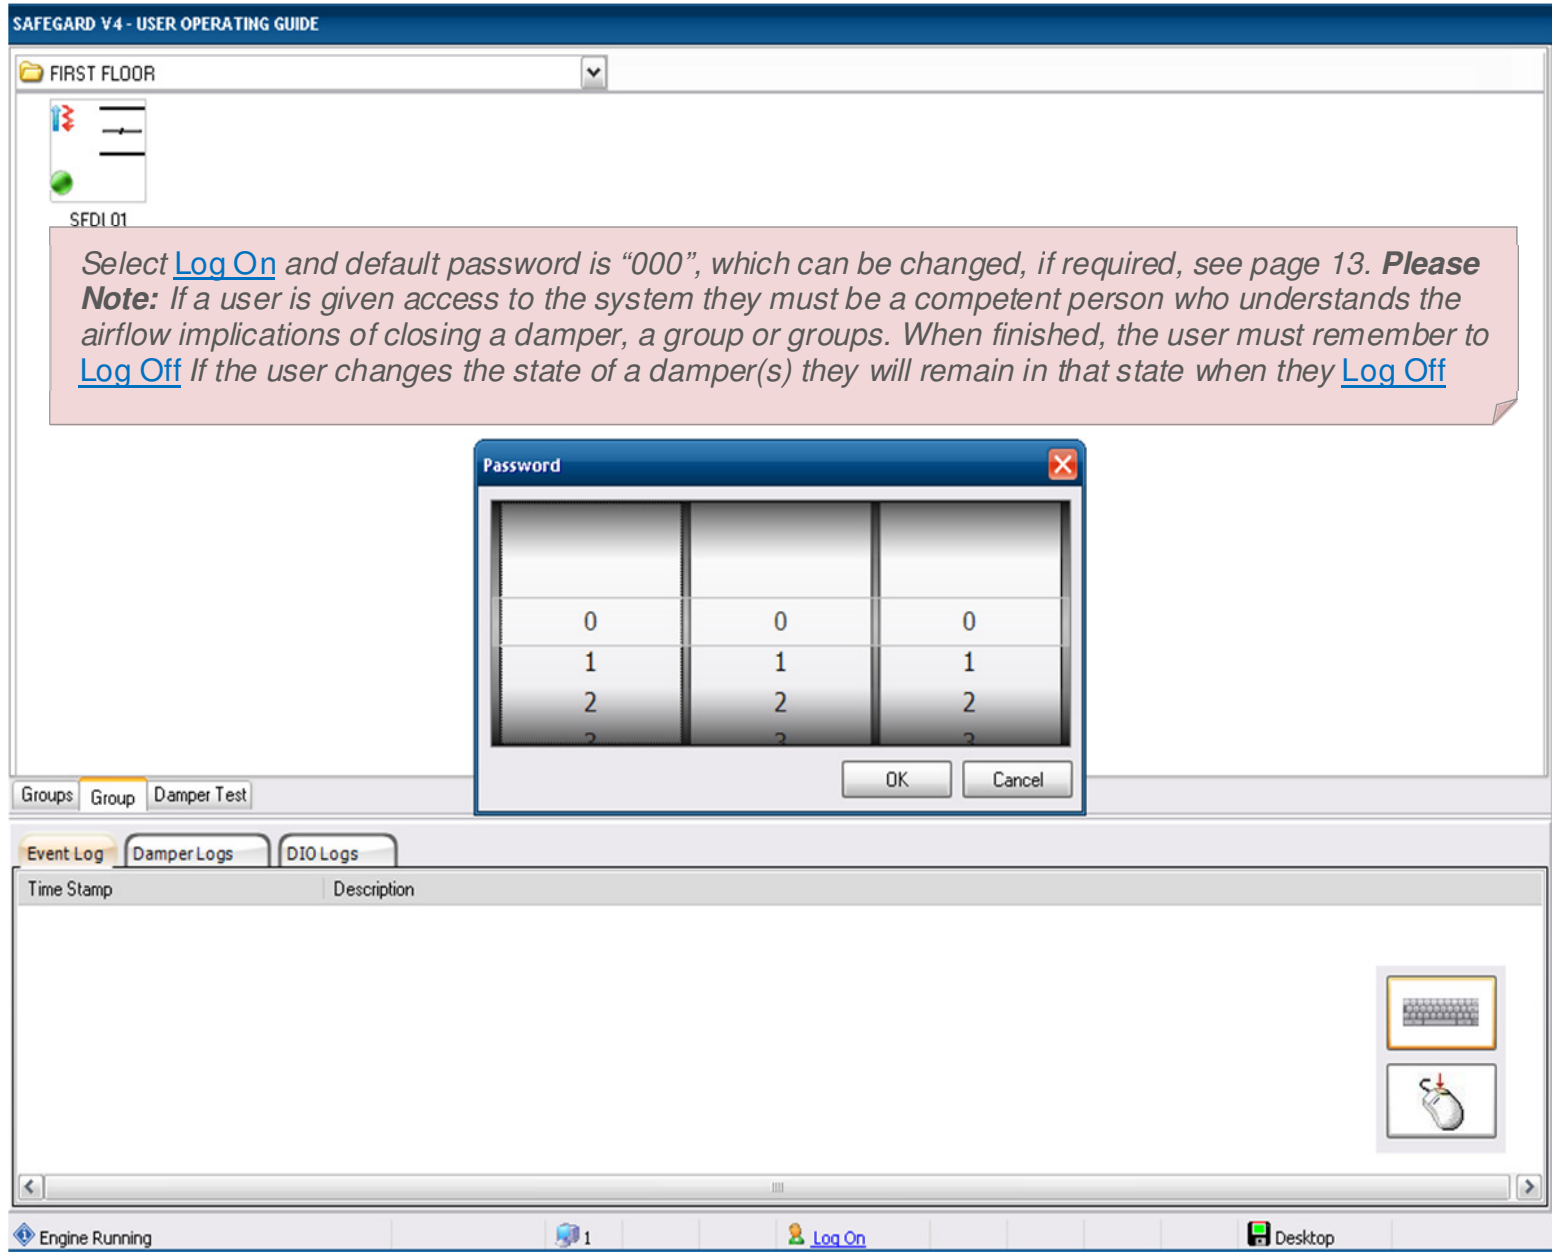 SAFEGARD V4 - USER OPERATING GUIDE
FIRST FLOOR
SFDL01
Select Log On and default password is “000”, which can be changed, if required, see page 13. Please
Note: If a user is given access to the system they must be a competent person who understands the
airflow implications of closing a damper, a group or groups. When finished, the user must remember to
Log Off If the user changes the state of a damper(s) they will remain in that state when they Log Off
Password
0 0 0
1 1 1
2 2 2
3 3 3
OK Cancel
Groups Group Damper Test
Event Log Damper Logs DIO Logs
Time Stamp Description
Engine Running 1 Log On Desktop